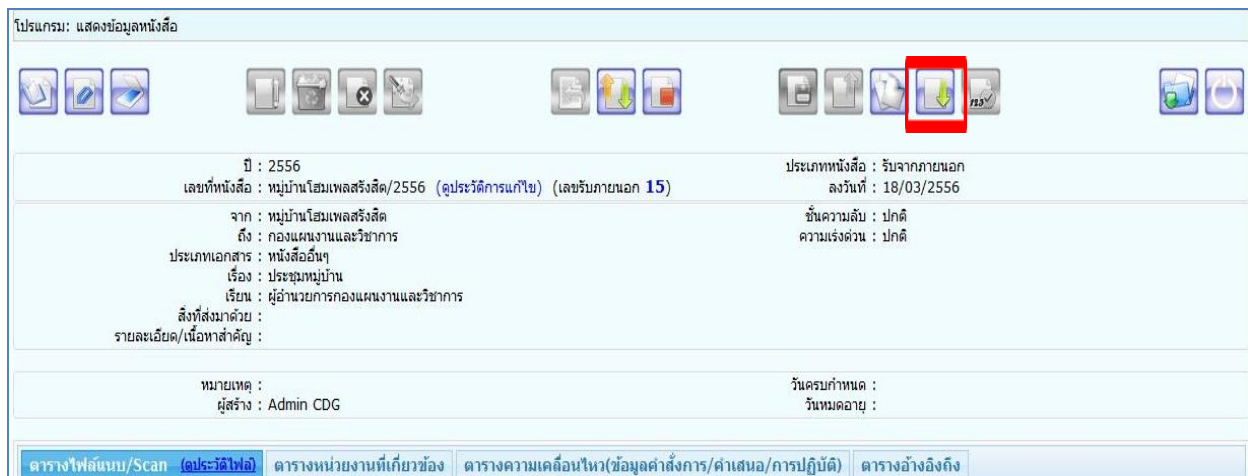 โปรแกรม: แสดงข้อมูลหนังสือ
123
ปี : 2556
ประเภทหนังสือ : รับจากภายนอก
เลขที่หนังสือ : หมู่บ้านโฮมเพลสรังสิต/2556 (ดูประวัติการแก้ไข) (เลขรับภายนอก 15)
ลงวันที่ : 18/03/2556
จาก : หมู่บ้านโฮมเพลสรังสิต
ชั้นความลับ : ปกติ
ถึง : กองแผนงานและวิชาการ
ความเร่งด่วน : ปกติ
ประเภทเอกสาร : หนังสืออื่นๆ
เรื่อง : ประชุมหมู่บ้าน
เรียน : ผู้อำนวยการกองแผนงานและวิชาการ
สิ่งที่ส่งมาด้วย :
รายละเอียด/เนื้อหาสำคัญ :
หมายเหตุ :
วันครบกำหนด :
ผู้สร้าง : Admin CDG
วันหมดอายุ :
ตารางไฟล์แนบ/Scan (ดูประวัติไฟล์) ตารางหน่วยงานที่เกี่ยวข้อง ตารางความเคลื่อนไหว(ข้อมูลคำสั่งการ/คำเสนอ/การปฏิบัติ) ตารางอ้างอิงถึง